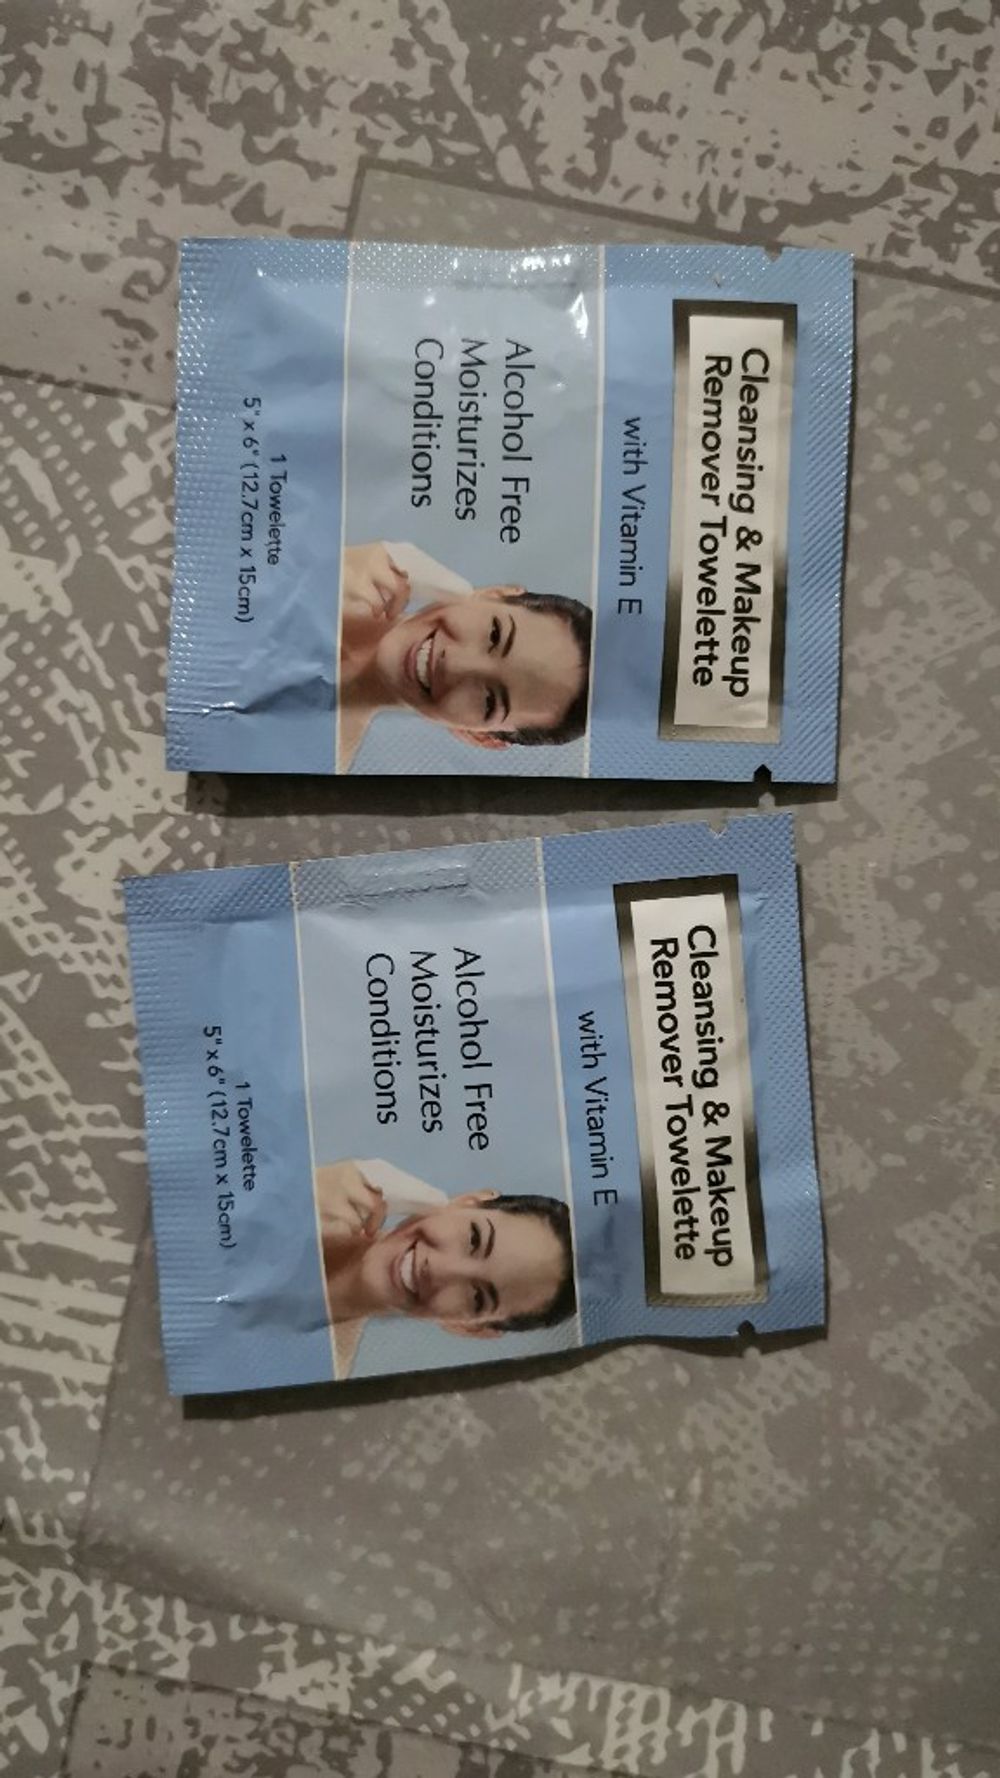 Cleansing & Makeup
Remover Towelette
with Vitamin E
Alcohol Free
Moisturizes
Conditions
1 Towelette
5" x 6" (12.7cm x 15cm)
Cleansing & Makeup
Remover Towelette
with Vitamin E
Alcohol Free
Moisturizes
Conditions
1 Towelette
5" x 6" (12.7cm x 15cm)